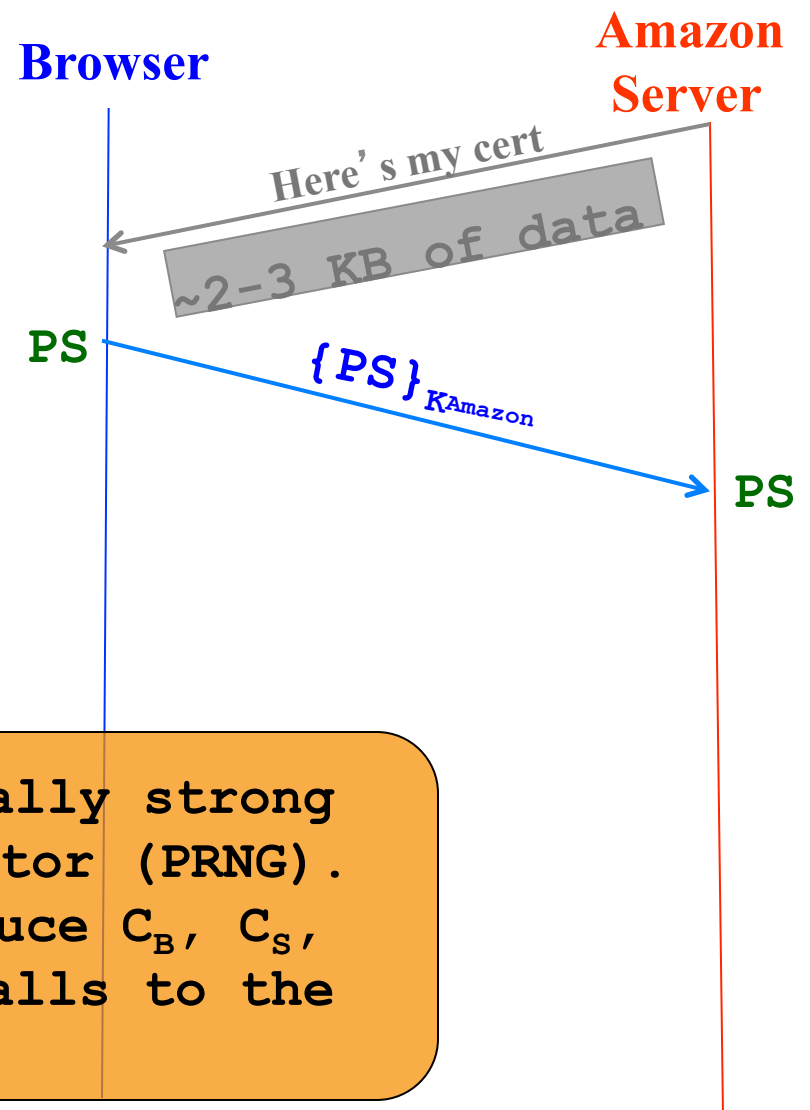 Browser
Amazon
Server
Here’s my cert
~2-3 KB of data
PS
{PS}KAmazon
PS
ally strong
tor (PRNG).
uce CB, CS,
alls to the